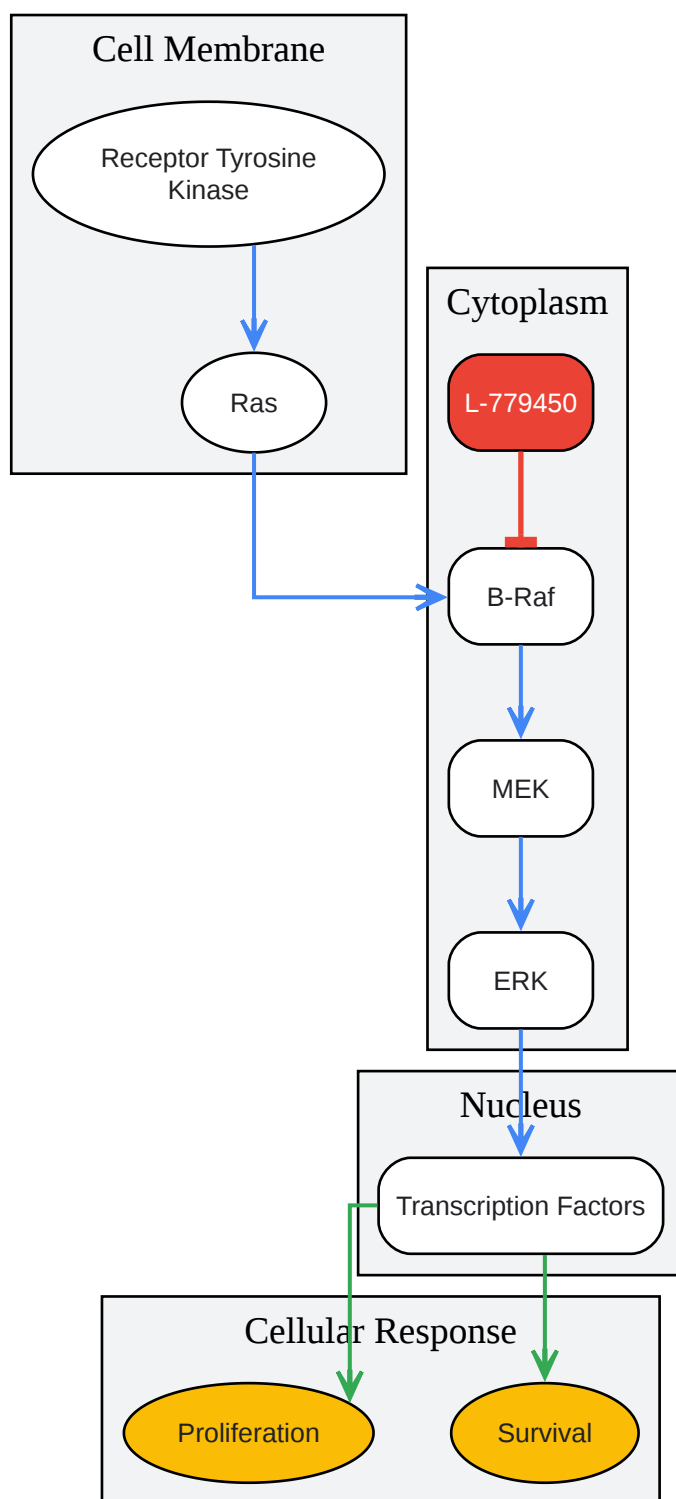 Cell Membrane
Receptor Tyrosine
Kinase
Ras
Cytoplasm
L-779450
B-Raf
MEK
ERK
Nucleus
Transcription Factors
Cellular Response
Proliferation
Survival